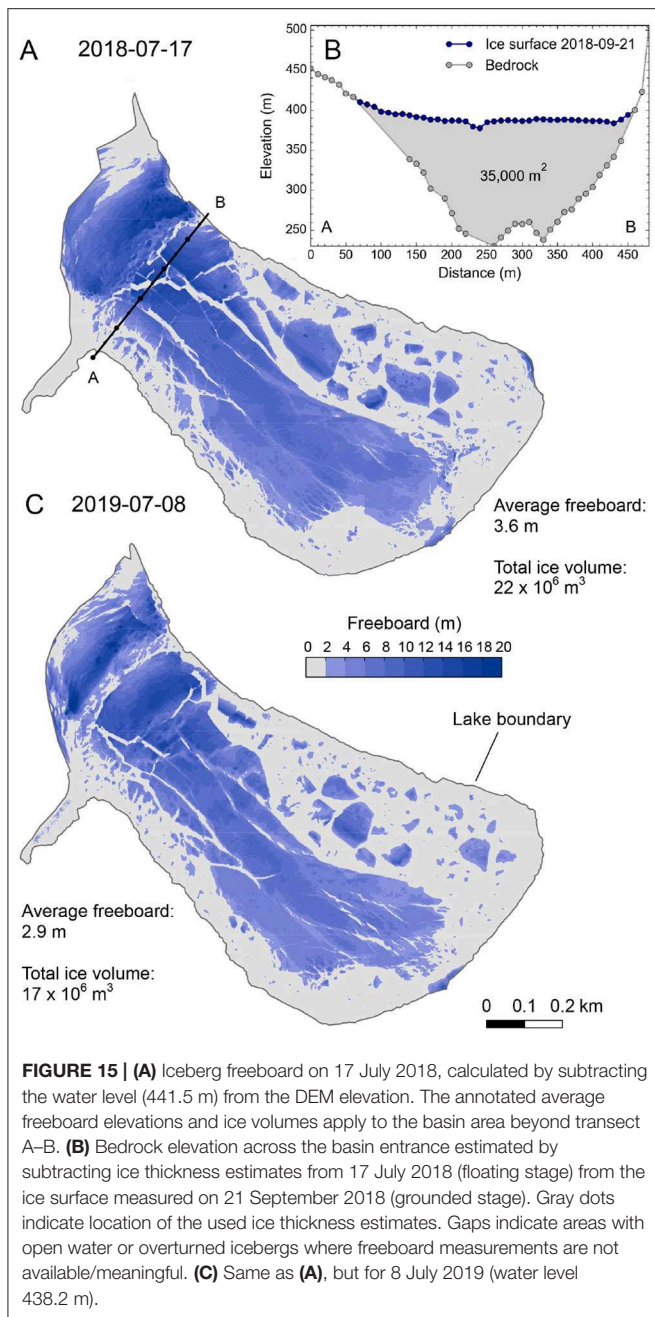 A 2018-07-17
B
500
450
400
350
300
250
Elevation (m)
Ice surface 2018-09-21
Bedrock
35,000 m²
A
B
0 50 100 150 200 250 300 350 400 450
Distance (m)
B
A
Average freeboard:
3.6 m
Total ice volume:
22 x 10⁶ m³
C 2019-07-08
Freeboard (m)
0 2 4 6 8 10 12 14 16 18 20
Lake boundary
Average freeboard:
2.9 m
Total ice volume:
17 x 10⁶ m³
0 0.1 0.2 km
FIGURE 15 | (A) Iceberg freeboard on 17 July 2018, calculated by subtracting
the water level (441.5 m) from the DEM elevation. The annotated average
freeboard elevations and ice volumes apply to the basin area beyond transect
A–B. (B) Bedrock elevation across the basin entrance estimated by
subtracting ice thickness estimates from 17 July 2018 (floating stage) from the
ice surface measured on 21 September 2018 (grounded stage). Gray dots
indicate location of the used ice thickness estimates. Gaps indicate areas with
open water or overturned icebergs where freeboard measurements are not
available/meaningful. (C) Same as (A), but for 8 July 2019 (water level
438.2 m).